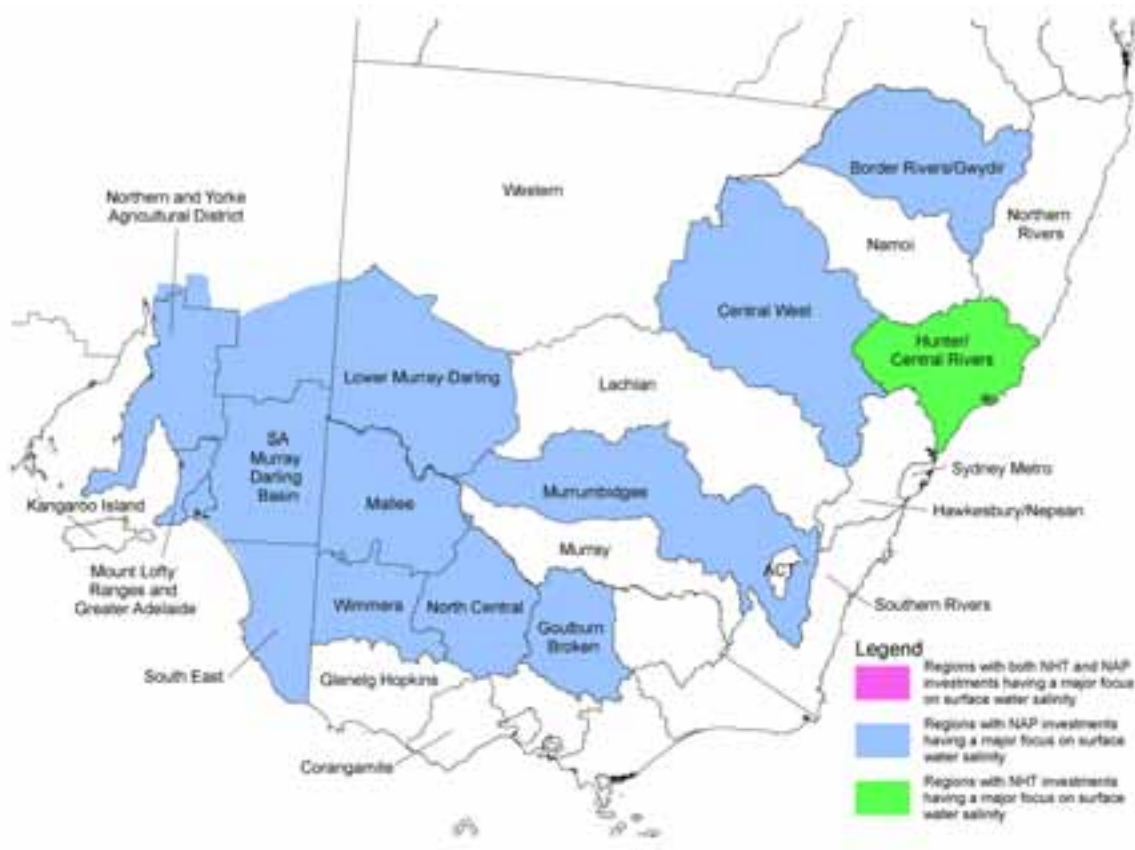 Northern and Yorke
Agricultural District
Western
Border Rivers/Gwydir
Northern
Rivers
Namoi
Central West
Hunter/
Central Rivers
Lower Murray-Darling
Lachlan
SA
Murray
Darling
Basin
Mallee
Murrumbidgee
Sydney Metro
Hawkesbury/Nepean
Kangaroo Island
Murray
ACT
Mount Lofty
Ranges and
Greater Adelaide
Wimmera
North Central
Goulburn
Broken
Southern Rivers
South East
Glenelg Hopkins
Corangamite
Legend
Regions with both NHT and NAP
investments having a major focus
on surface water salinity
Regions with NAP investments
having a major focus on surface
water salinity
Regions with NHT investments
having a major focus on surface
water salinity